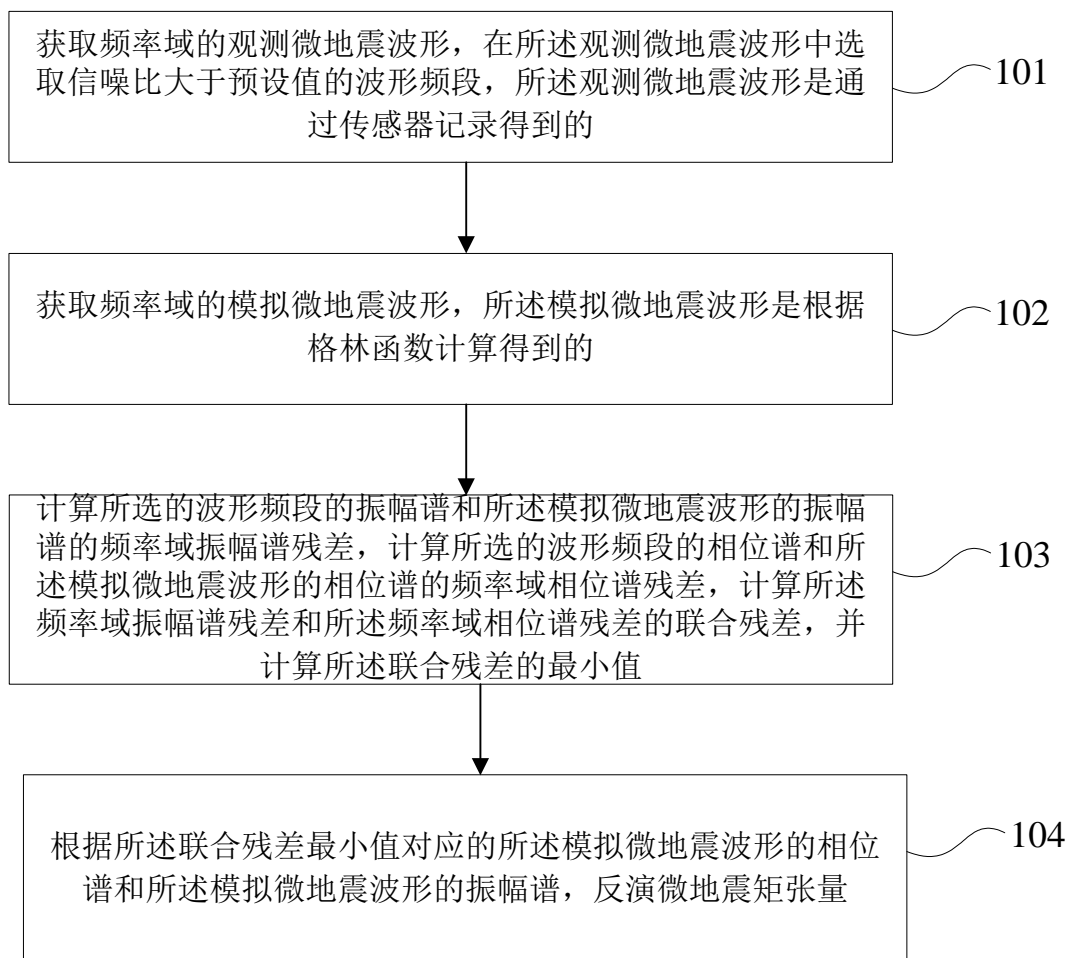 获取频率域的观测微地震波形，在所述观测微地震波形中选
取信噪比大于预设值的波形频段，所述观测微地震波形是通
过传感器记录得到的
101
获取频率域的模拟微地震波形，所述模拟微地震波形是根据
格林函数计算得到的
102
计算所选的波形频段的振幅谱和所述模拟微地震波形的振幅
谱的频率域振幅谱残差，计算所选的波形频段的相位谱和所
述模拟微地震波形的相位谱的频率域相位谱残差，计算所述
频率域振幅谱残差和所述频率域相位谱残差的联合残差，并
计算所述联合残差的最小值
103
根据所述联合残差最小值对应的所述模拟微地震波形的相位
谱和所述模拟微地震波形的振幅谱，反演微地震矩张量
104